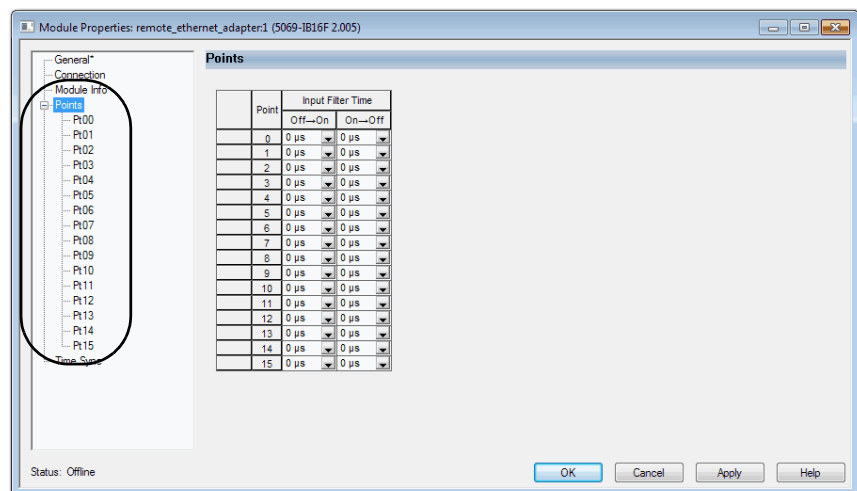 Module Properties: remote_ethernet_adapter:1 (5069-IB16F 2.005)
General*
Connection
Module Info
Points
Pt00
Pt01
Pt02
Pt03
Pt04
Pt05
Pt06
Pt07
Pt08
Pt09
Pt10
Pt11
Pt12
Pt13
Pt14
Pt15
Time Sync
Points
Point Input Filter Time
Off→On On→Off
0 0 µs 0 µs
1 0 µs 0 µs
2 0 µs 0 µs
3 0 µs 0 µs
4 0 µs 0 µs
5 0 µs 0 µs
6 0 µs 0 µs
7 0 µs 0 µs
8 0 µs 0 µs
9 0 µs 0 µs
10 0 µs 0 µs
11 0 µs 0 µs
12 0 µs 0 µs
13 0 µs 0 µs
14 0 µs 0 µs
15 0 µs 0 µs
Status: Offline
OK Cancel Apply Help